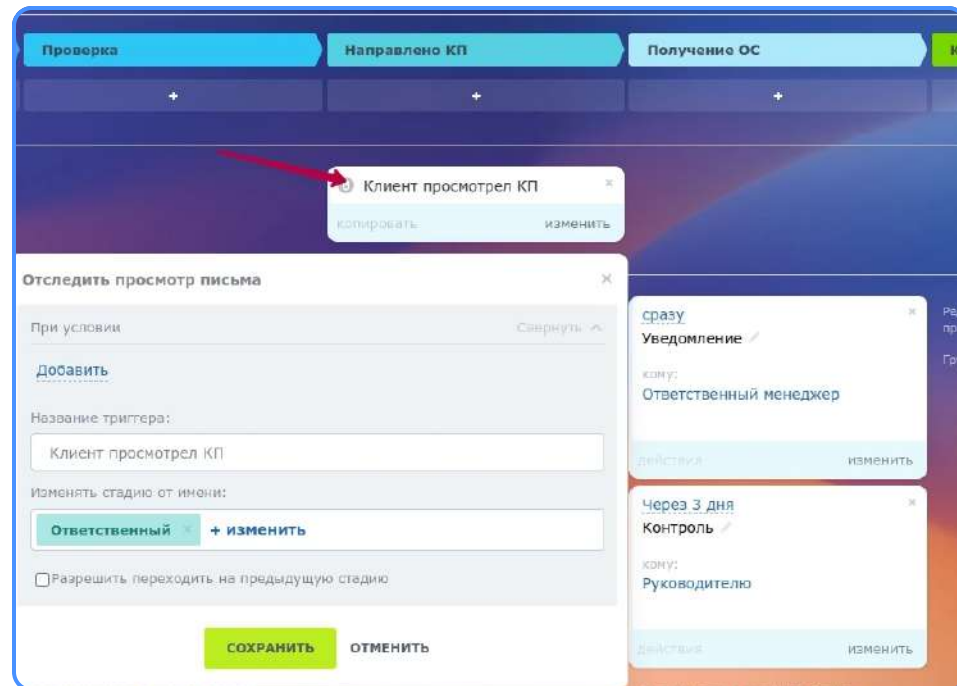 Проверка
Направлено КП
Получение ОС
К
+
+
+
Клиент просмотрел КП
копировать
изменить
Отследить просмотр письма
При условии
Свернуть
Добавить
Название триггера:
Клиент просмотрел КП
Изменять стадию от имени:
Ответственный × + изменить
Разрешить переходить на предыдущую стадию
СОХРАНИТЬ
ОТМЕНИТЬ
сразу
Уведомление
кому:
Ответственный менеджер
действия
изменить
Через 3 дня
Контроль
кому:
Руководителю
действия
изменить